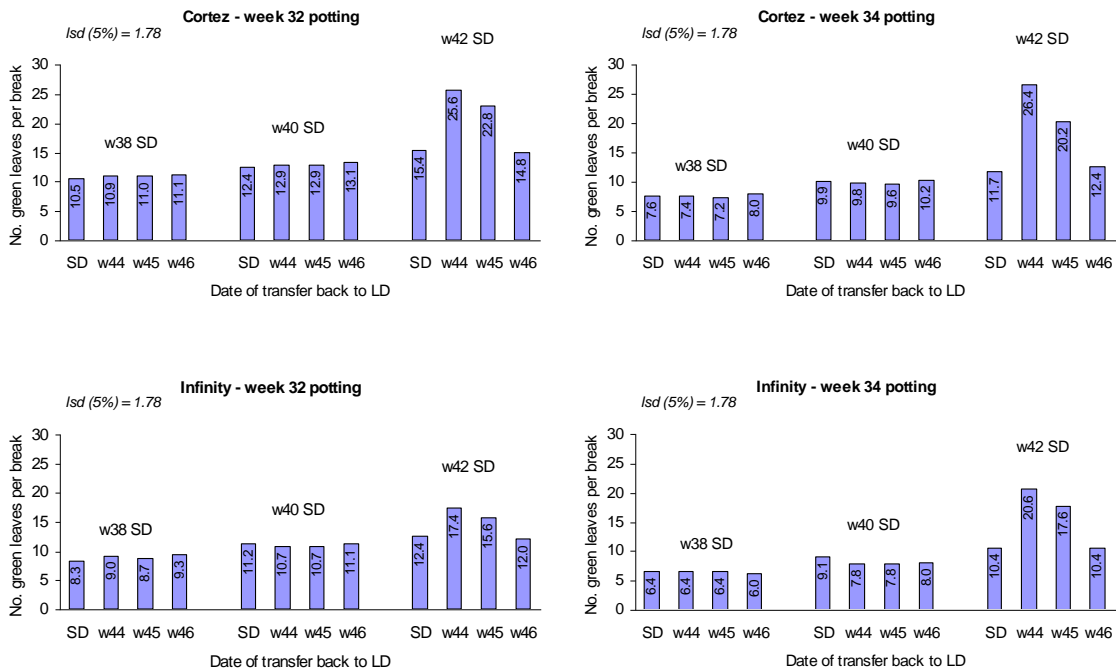 Cortez - week 32 potting
lsd (5%) = 1.78
w42 SD
w40 SD
w38 SD
No. green leaves per break
30
25
20
15
10
5
0
10.5 10.9 11.0 11.1 12.4 12.9 12.9 13.1 15.4 25.6 22.8 14.8
SD w44 w45 w46 SD w44 w45 w46 SD w44 w45 w46
Date of transfer back to LD
Cortez - week 34 potting
lsd (5%) = 1.78
w42 SD
w40 SD
w38 SD
No. green leaves per break
30
25
20
15
10
5
0
7.6 7.4 7.2 8.0 9.9 9.8 9.6 10.2 11.7 26.4 20.2 12.4
SD w44 w45 w46 SD w44 w45 w46 SD w44 w45 w46
Date of transfer back to LD
Infinity - week 32 potting
lsd (5%) = 1.78
w42 SD
w40 SD
w38 SD
No. green leaves per break
30
25
20
15
10
5
0
8.3 9.0 8.7 9.3 11.2 10.7 10.7 11.1 12.4 17.4 15.6 12.0
SD w44 w45 w46 SD w44 w45 w46 SD w44 w45 w46
Date of transfer back to LD
Infinity - week 34 potting
lsd (5%) = 1.78
w42 SD
w40 SD
w38 SD
No. green leaves per break
30
25
20
15
10
5
0
6.4 6.4 6.4 6.0 9.1 7.8 7.8 8.0 10.4 20.6 17.6 10.4
SD w44 w45 w46 SD w44 w45 w46 SD w44 w45 w46
Date of transfer back to LD